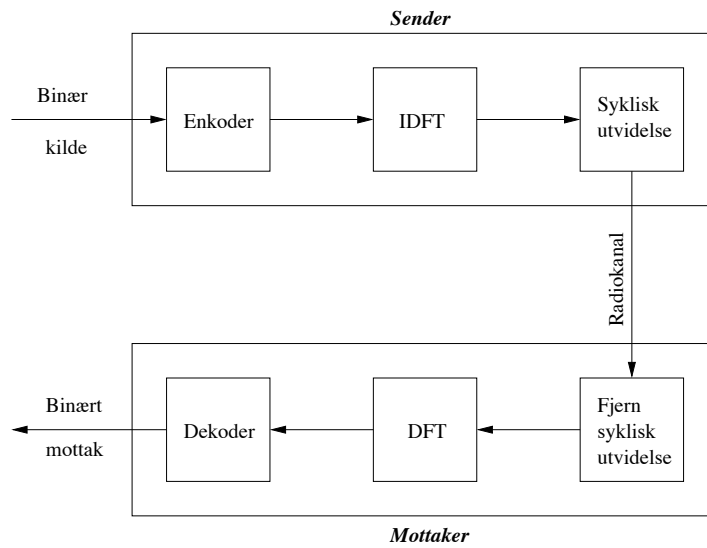 Sender
Binær
kilde
Enkoder
IDFT
Syklisk
utvidelse
Radiokanal
Binært
mottak
Dekoder
DFT
Fjern
syklisk
utvidelse
Mottaker